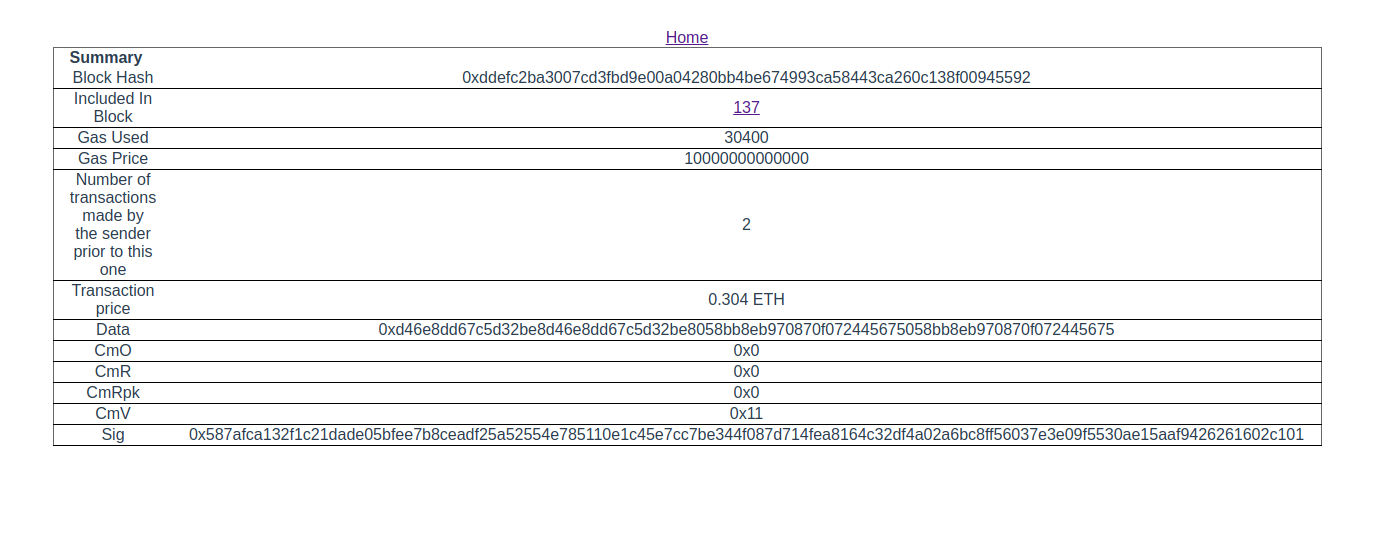 Home
Summary
Block Hash 0xddefc2ba3007cd3fbd9e00a04280bb4be674993ca58443ca260c138f00945592
Included In
Block
137
Gas Used 30400
Gas Price 10000000000000
Number of
transactions
made by
the sender
prior to this
one
2
Transaction
price
0.304 ETH
Data 0xd46e8dd67c5d32be8d46e8dd67c5d32be8058bb8eb970870f072445675058bb8eb970870f072445675
CmO 0x0
CmR 0x0
CmRpk 0x0
CmV 0x11
Sig 0x587afca132f1c21dade05bfee7b8ceadf25a52554e785110e1c45e7cc7be344f087d714fea8164c32df4a02a6bc8ff56037e3e09f5530ae15aaf9426261602c101